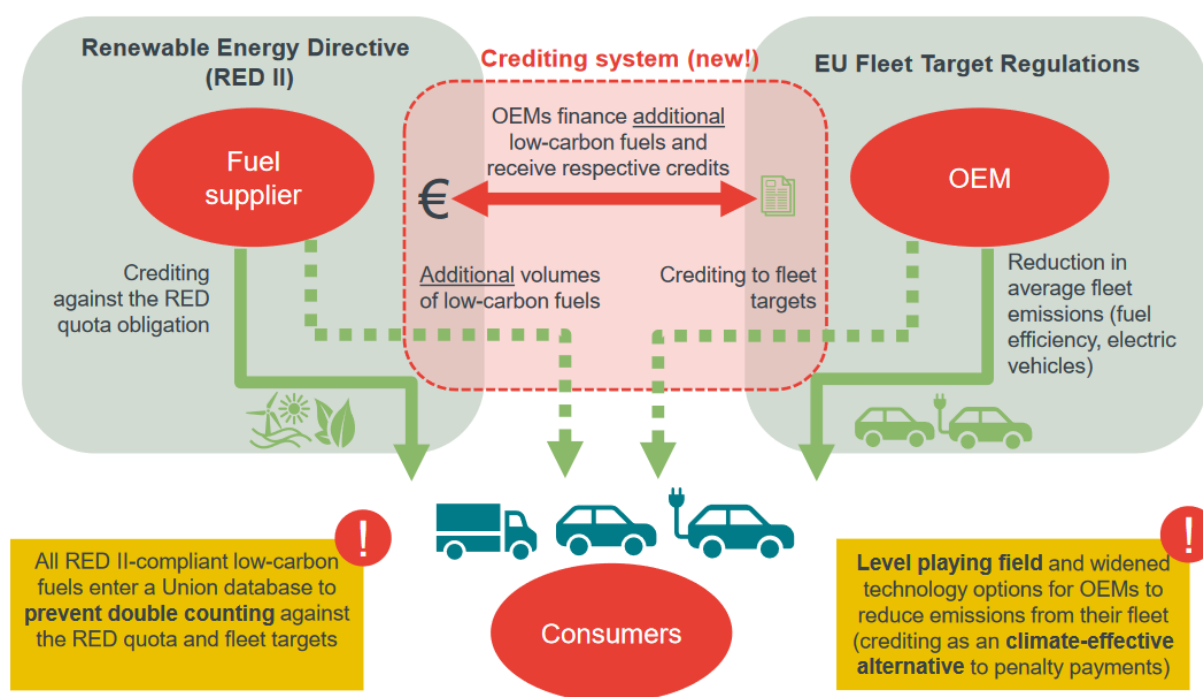 Renewable Energy Directive
(RED II)
Crediting system (new!)
EU Fleet Target Regulations
Fuel
supplier
OEMs finance additional
low-carbon fuels and
receive respective credits
€
OEM
Crediting
against the RED
quota obligation
Additional volumes
of low-carbon fuels
Crediting to fleet
targets
Reduction in
average fleet
emissions (fuel
efficiency, electric
vehicles)
!
All RED II-compliant low-carbon
fuels enter a Union database to
prevent double counting against
the RED quota and fleet targets
Consumers
!
Level playing field and widened
technology options for OEMs to
reduce emissions from their fleet
(crediting as an climate-effective
alternative to penalty payments)